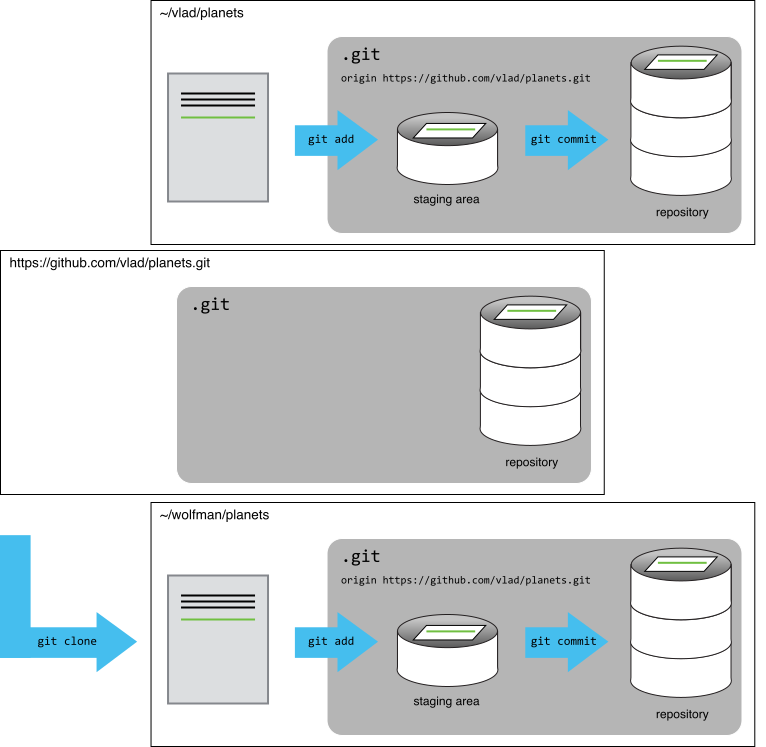 ~/vlad/planets
.git
origin https://github.com/vlad/planets.git
git add
git commit
staging area
repository
https://github.com/vlad/planets.git
.git
repository
~/wolfman/planets
.git
origin https://github.com/vlad/planets.git
git clone
git add
git commit
staging area
repository